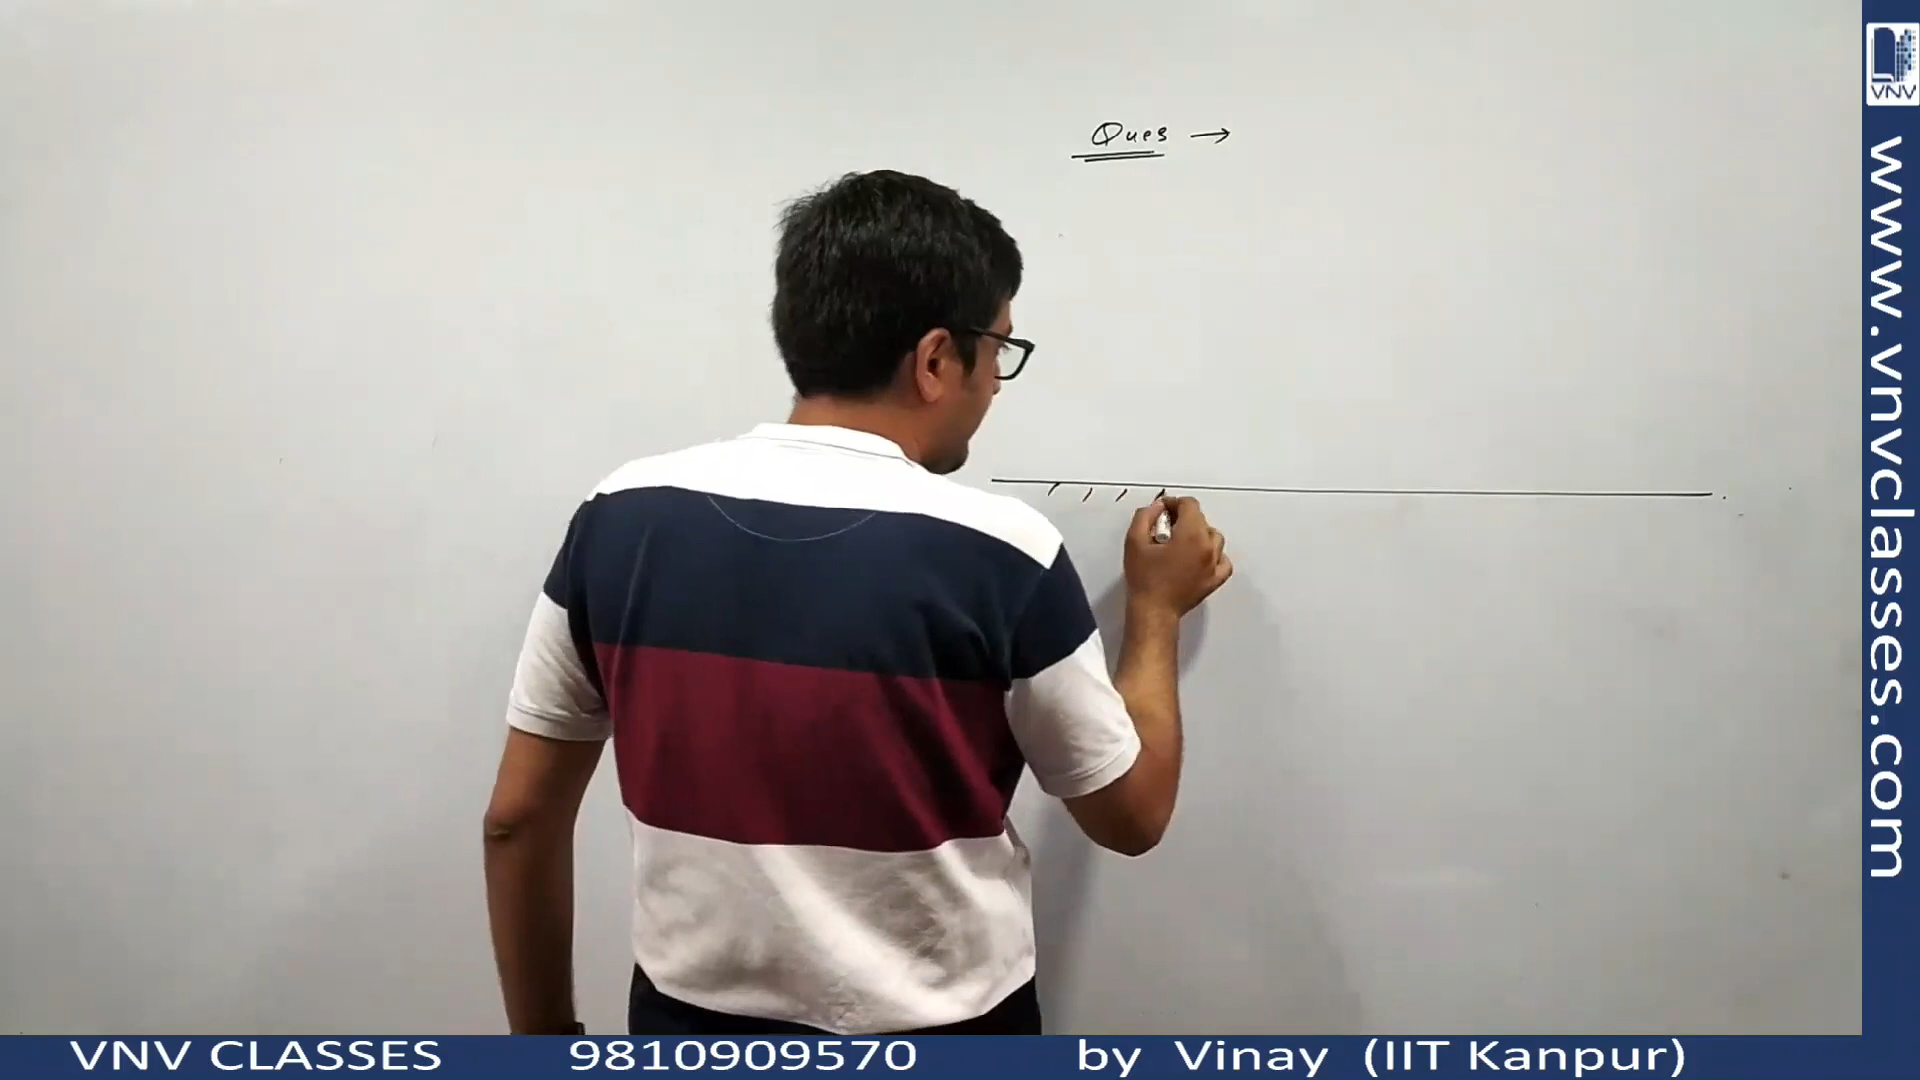 Ques →
VNV
www.vnvclasses.com
VNV CLASSES 9810909570 by Vinay (IIT Kanpur)